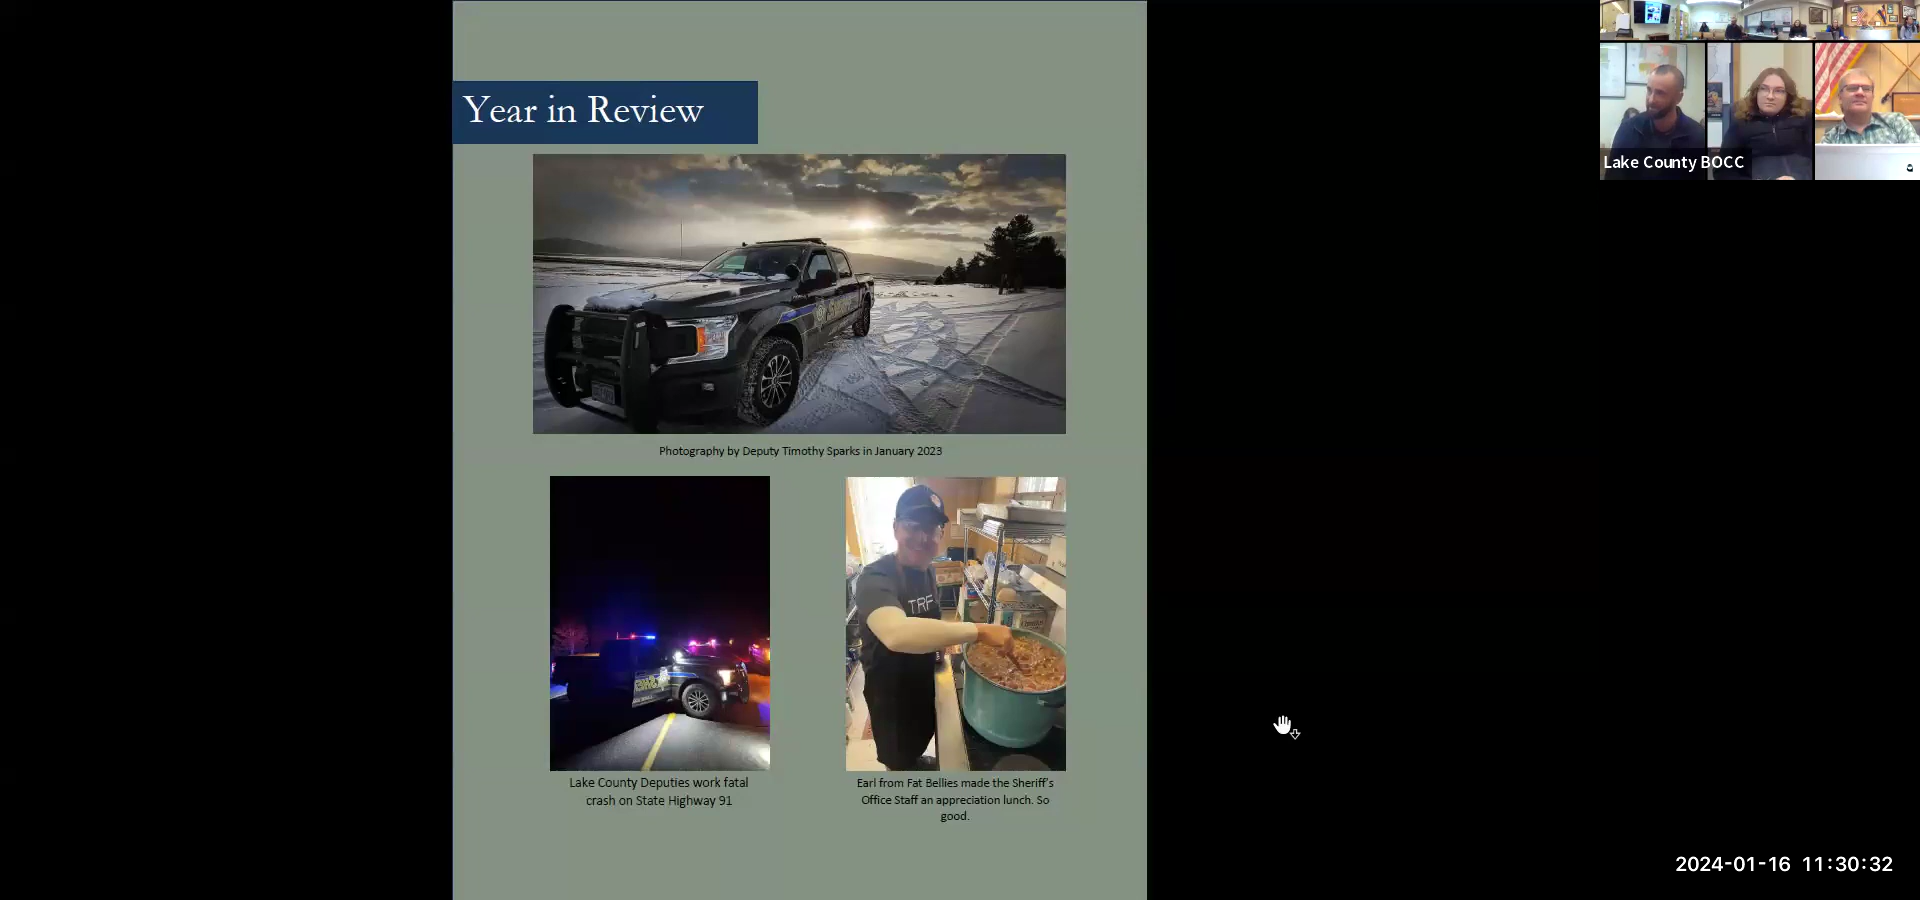 Year in Review
Photography by Deputy Timothy Sparks in January 2023
TRF
Lake County Deputies work fatal
crash on State Highway 91
Earl from Fat Bellies made the Sheriff's
Office Staff an appreciation lunch. So
good.
Lake County BOCC
2024-01-16 11:30:32